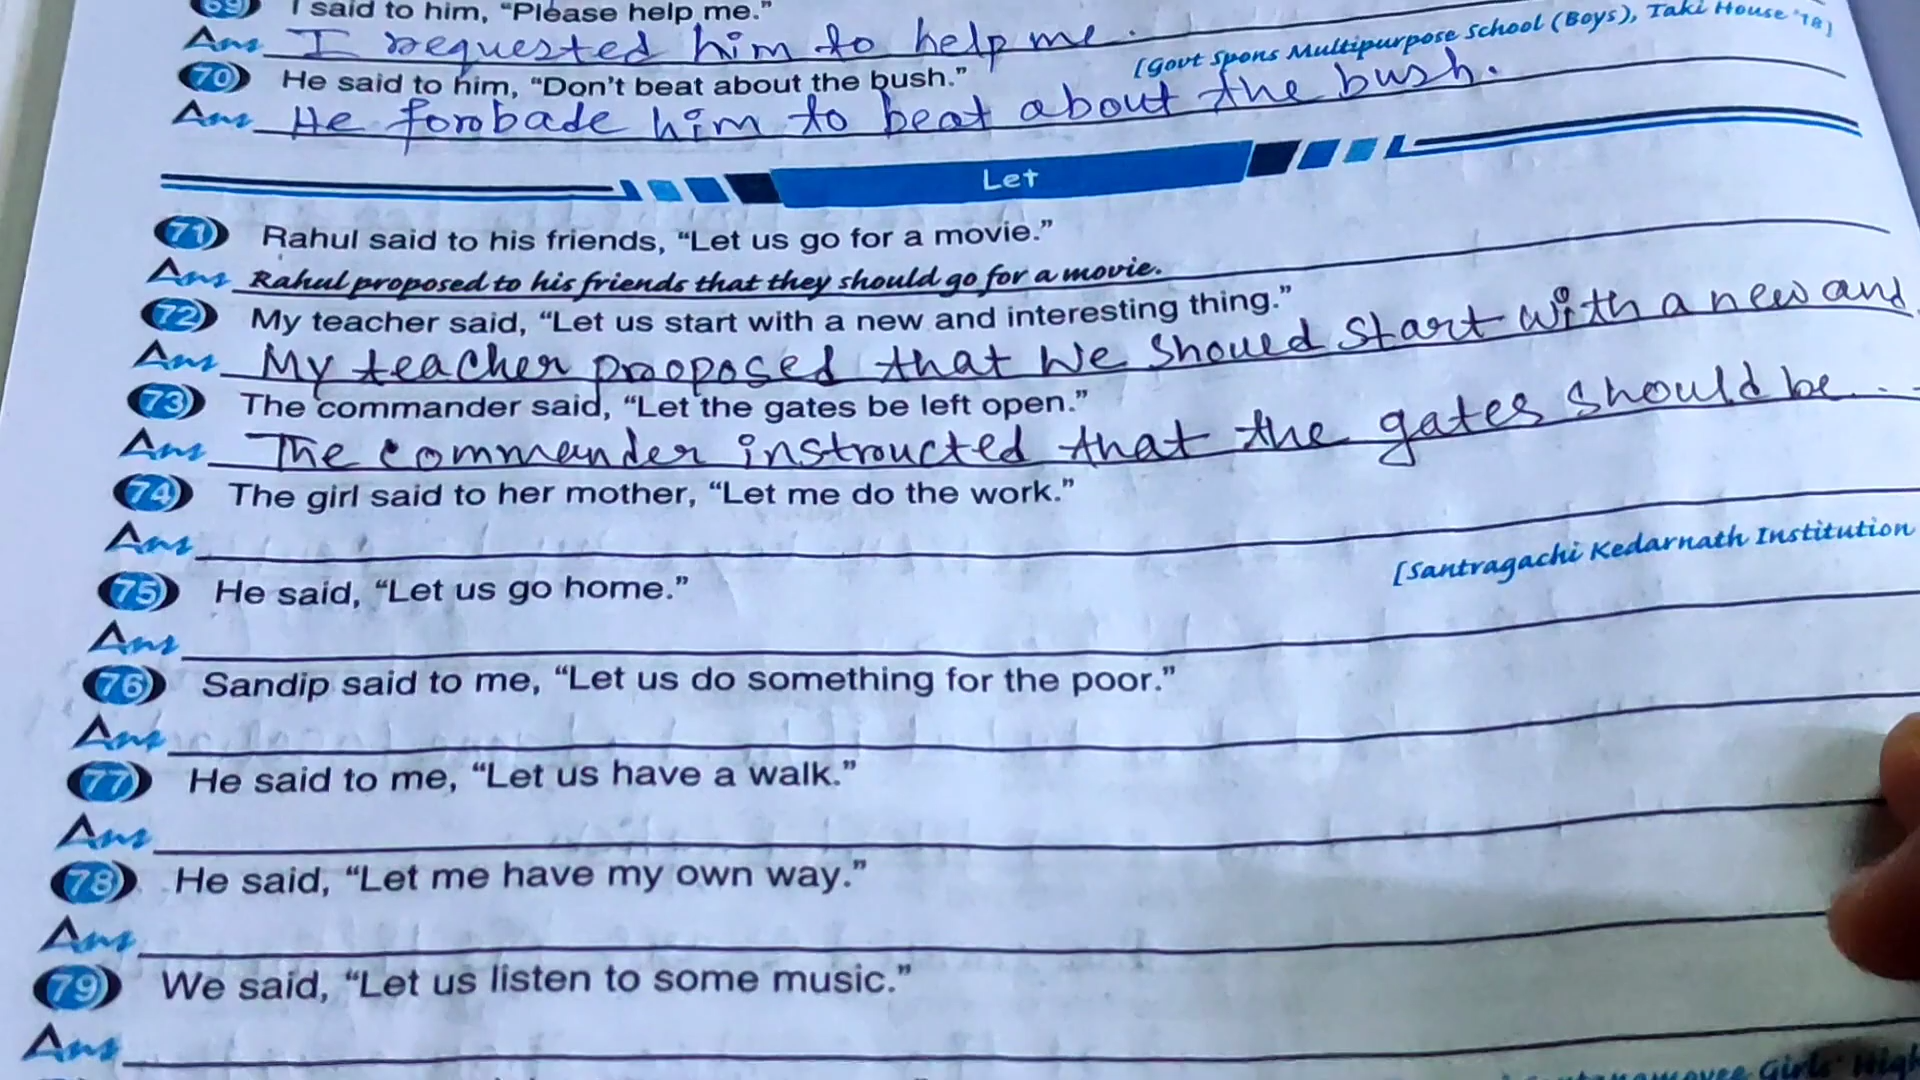 69 I said to him, “Please help me.”
Ans I requested him to help me.
[Govt Spons Multipurpose School (Boys), Taki House '18]
70 He said to him, “Don't beat about the bush.”
Ans He forbade him to beat about the bush.
Let
71 Rahul said to his friends, “Let us go for a movie.”
Ans Rahul proposed to his friends that they should go for a movie.
72 My teacher said, “Let us start with a new and interesting thing.”
Ans My teacher proposed that we should start with a new and
73 The commander said, “Let the gates be left open.”
Ans The commander instructed that the gates should be...
74 The girl said to her mother, “Let me do the work.”
Ans
[Santragachi Kedarnath Institution
75 He said, “Let us go home.”
Ans
76 Sandip said to me, “Let us do something for the poor.”
Ans
77 He said to me, “Let us have a walk.”
Ans
78 He said, “Let me have my own way.”
Ans
79 We said, “Let us listen to some music.”
Ans
Girls' High